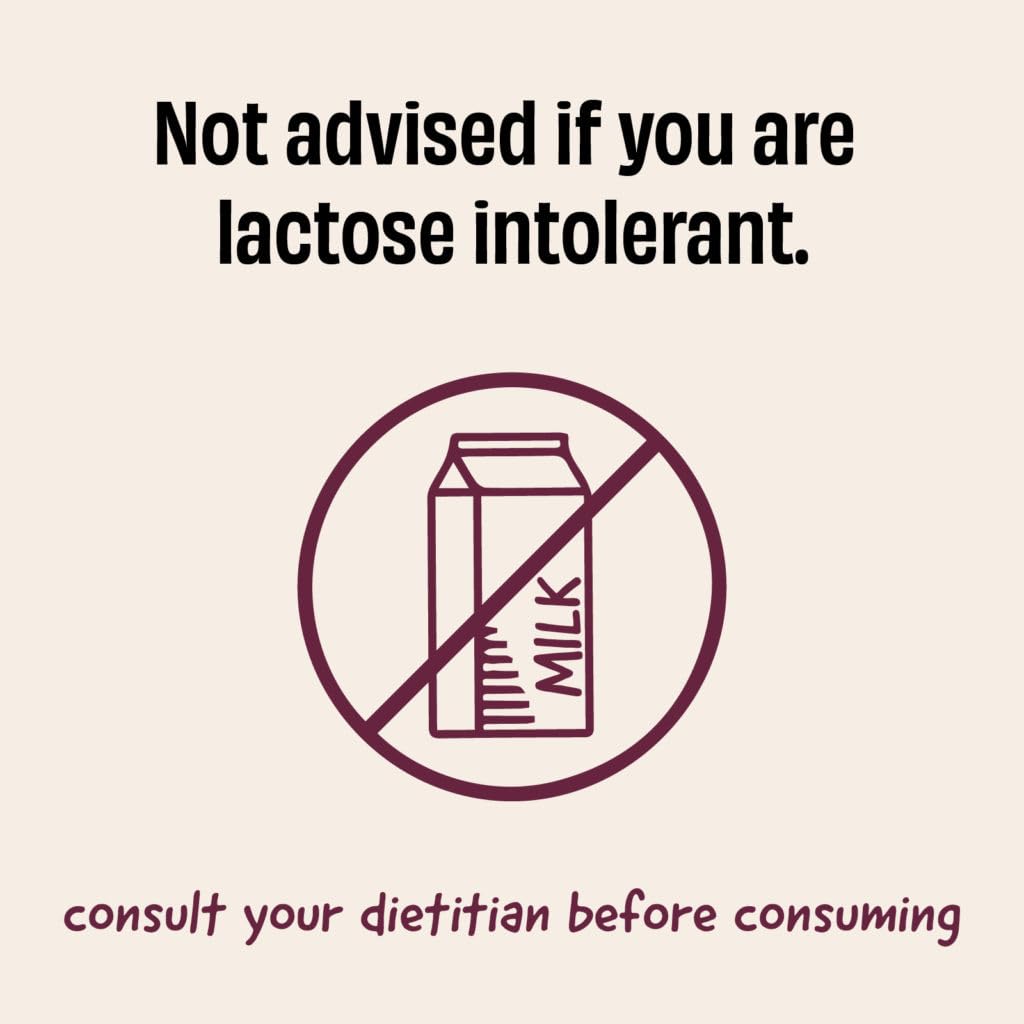 Not advised if you are
lactose intolerant.
MILK
consult your dietitian before consuming